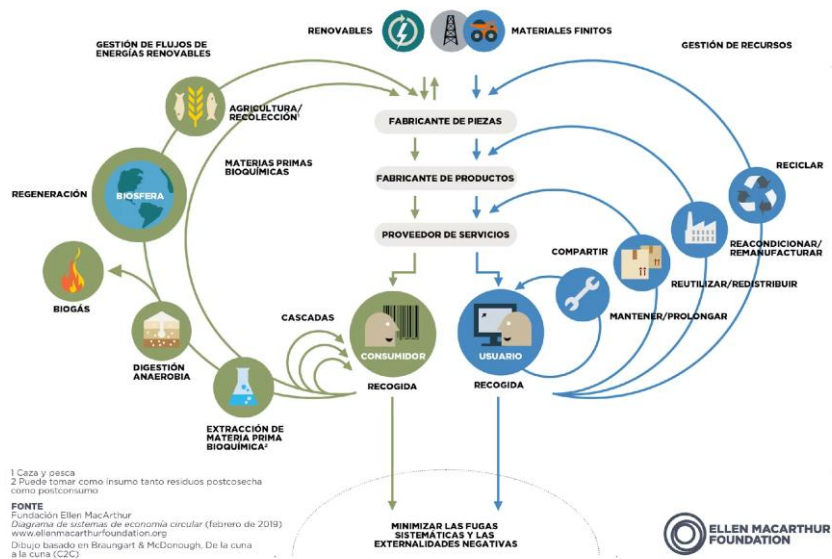 RENOVABLES
MATERIALES FINITOS
GESTIÓN DE FLUJOS DE
ENERGÍAS RENOVABLES
GESTIÓN DE RECURSOS
AGRICULTURA/
RECOLECCIÓN¹
FABRICANTE DE PIEZAS
MATERIAS PRIMAS
BIOQUÍMICAS
RECICLAR
FABRICANTE DE PRODUCTOS
REGENERACIÓN
BIOSFERA
PROVEEDOR DE SERVICIOS
REACONDICIONAR/
REMANUFACTURAR
COMPARTIR
REUTILIZAR/REDISTRIBUIR
BIOGÁS
CASCADAS
MANTENER/PROLONGAR
CONSUMIDOR
USUARIO
DIGESTIÓN
ANAEROBIA
RECOGIDA
RECOGIDA
EXTRACCIÓN DE
MATERIA PRIMA
BIOQUÍMICA²
1 Caza y pesca
2 Puede tomar como insumo tanto residuos postcosecha
como postconsumo
FUENTE
Fundación Ellen MacArthur
Diagrama de sistemas de economía circular (febrero de 2019)
www.ellenmacarthurfoundation.org
Dibujo basado en Braungart & McDonough, De la cuna
a la cuna (C2C)
MINIMIZAR LAS FUGAS
SISTEMÁTICAS Y LAS
EXTERNALIDADES NEGATIVAS
ELLEN MACARTHUR
FOUNDATION